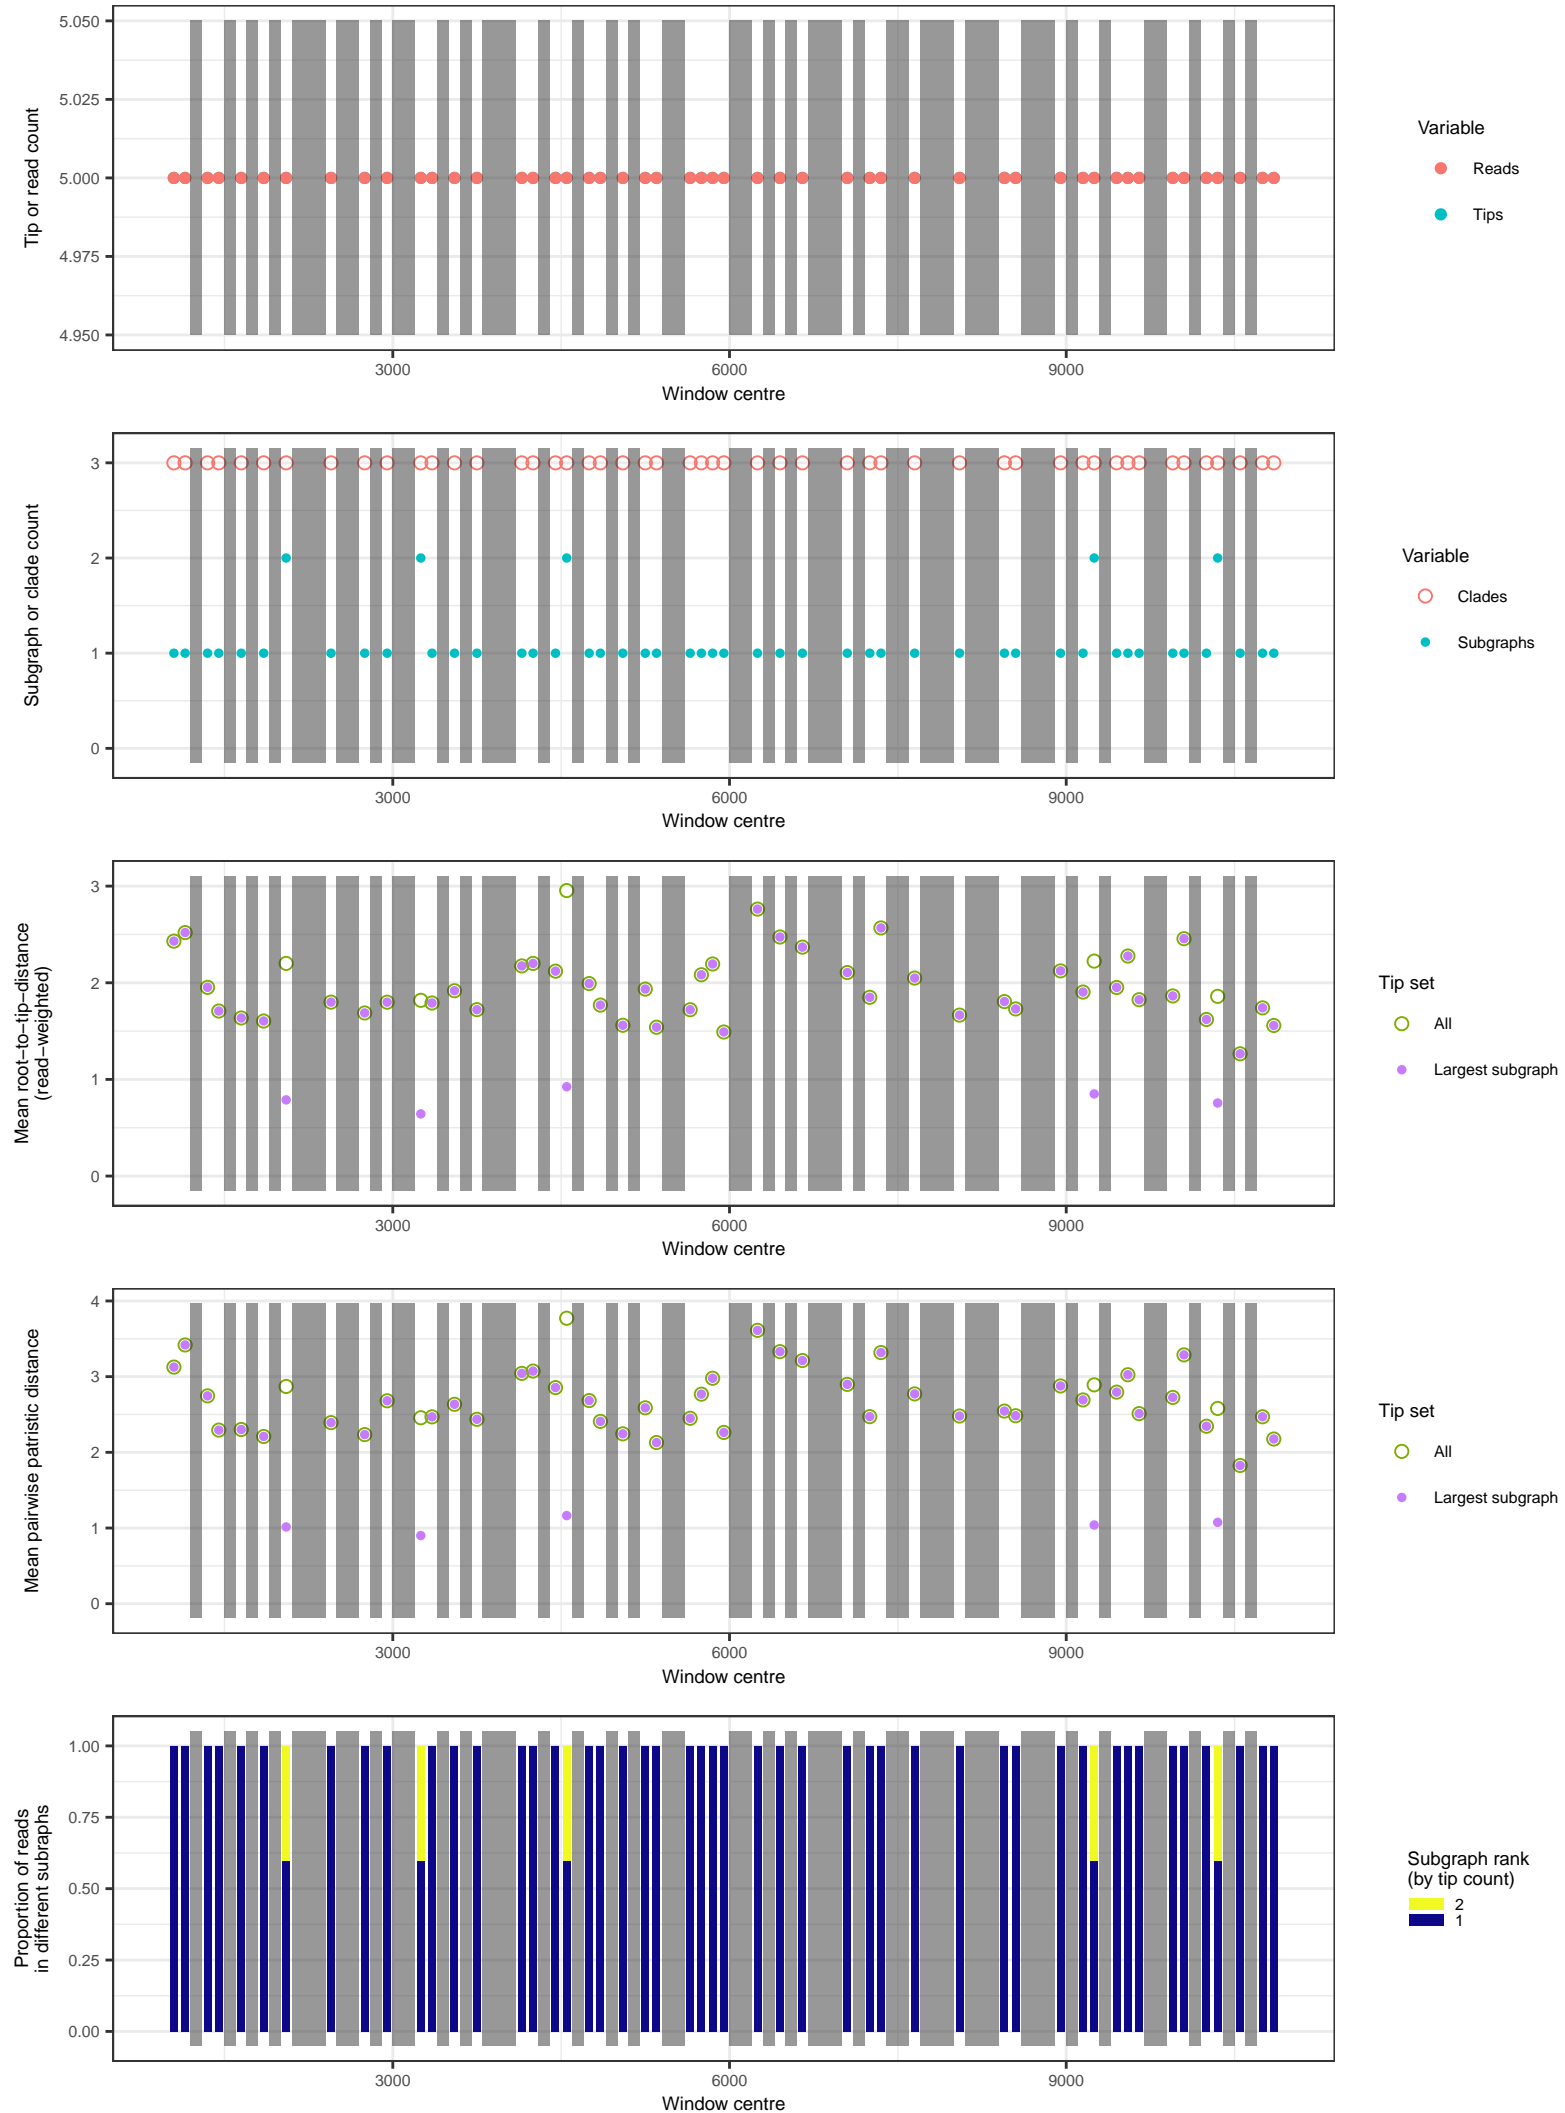 5.050
5.025
5.000
4.975
4.950
Tip or read count
3000
6000
9000
Window centre
Variable
Reads
Tips
3
2
1
0
Subgraph or clade count
3000
6000
9000
Window centre
Variable
Clades
Subgraphs
3
2
1
0
Mean root−to−tip−distance
(read−weighted)
3000
6000
9000
Window centre
Tip set
All
Largest subgraph
4
3
2
1
0
Mean pairwise patristic distance
3000
6000
9000
Window centre
Tip set
All
Largest subgraph
1.00
0.75
0.50
0.25
0.00
Proportion of reads
in different subraphs
3000
6000
9000
Window centre
Subgraph rank
(by tip count)
2
1